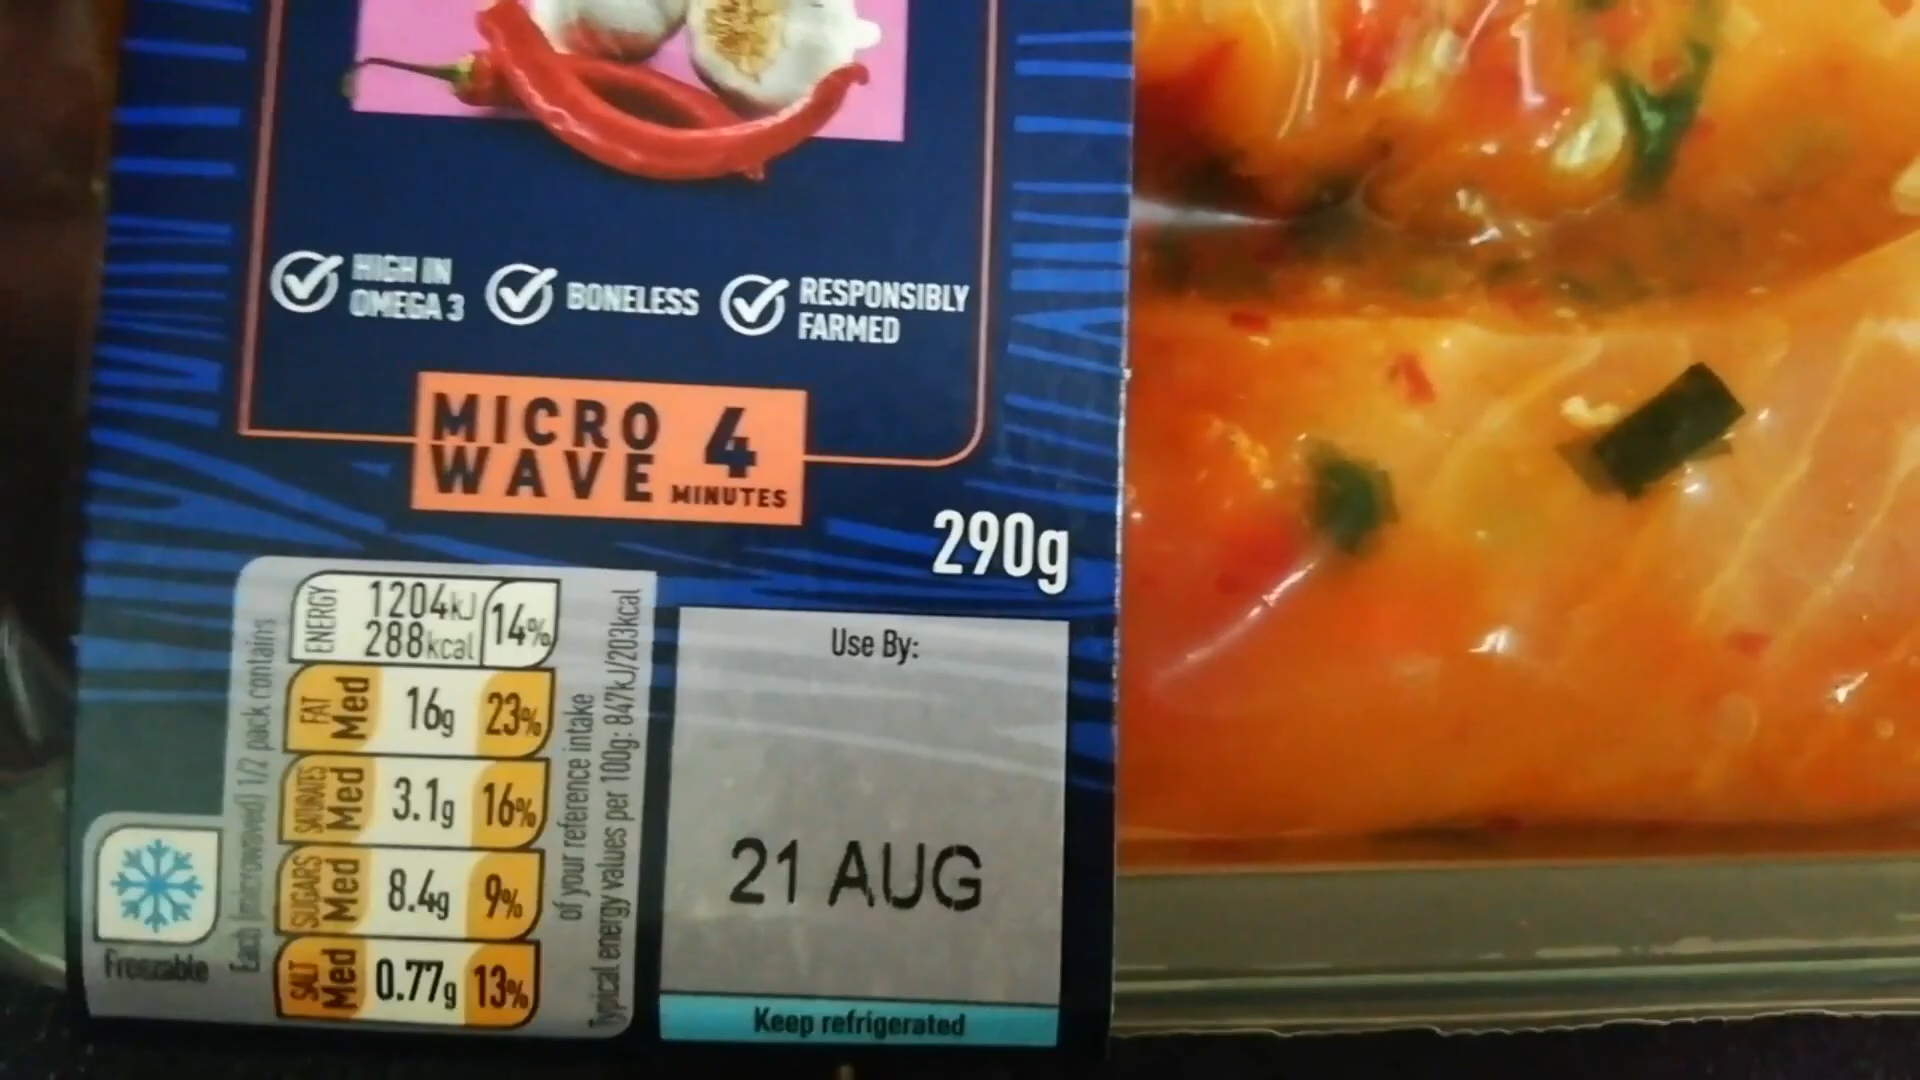 HIGH IN
OMEGA 3
BONELESS
RESPONSIBLY
FARMED
MICRO
WAVE
4
MINUTES
290g
Each (microwaved) 1/2 pack contains
ENERGY 1204kJ
288kcal 14%
FAT Med 16g 23%
SATURATES Med 3.1g 16%
SUGARS Med 8.4g 9%
SALT Med 0.77g 13%
of your reference intake
Typical energy values per 100g: 847kJ/203kcal
Freezable
Use By:
21 AUG
Keep refrigerated